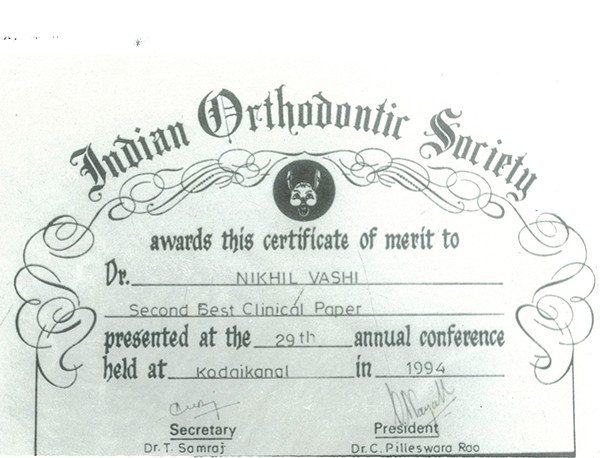 Indian Orthodontic Society
awards this certificate of merit to
Dr. NIKHIL VASHI
Second Best Clinical Paper
presented at the 29th annual conference
held at Kodaikanal in 1994
Secretary President
Dr. T. Samraj Dr. C. Pilleswara Rao